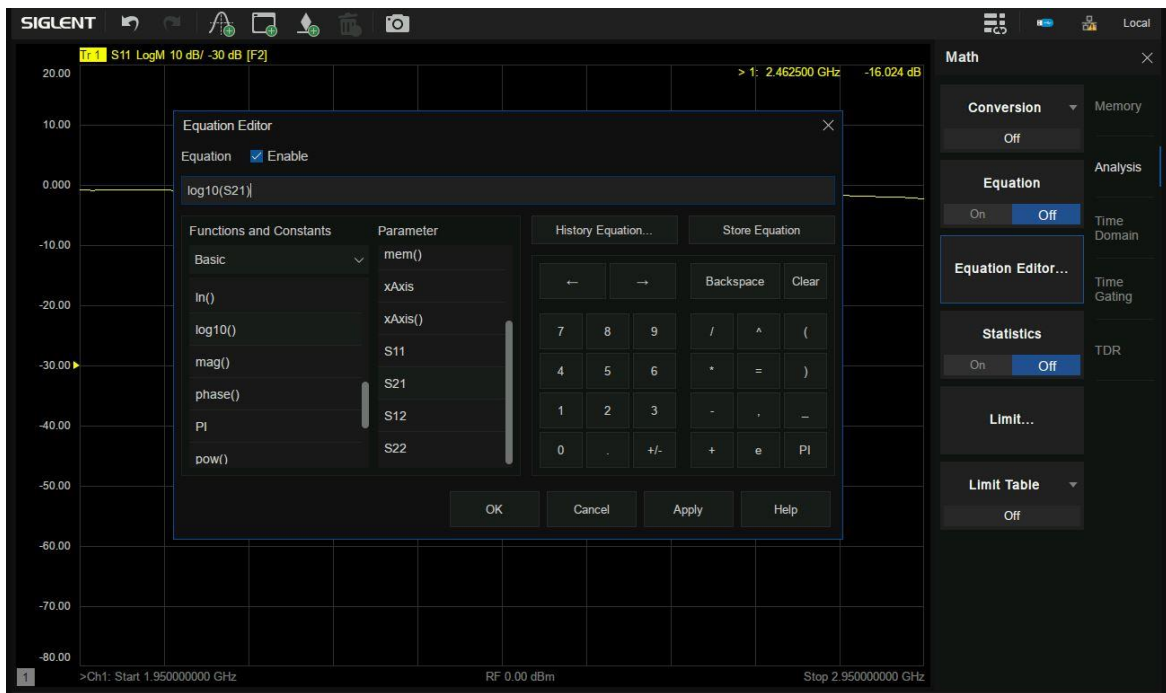 SIGLENT
Local
Tr 1 S11 LogM 10 dB/ -30 dB [F2]
> 1: 2.462500 GHz -16.024 dB
20.00
10.00
0.000
-10.00
-20.00
-30.00
-40.00
-50.00
-60.00
-70.00
-80.00
Equation Editor
Equation Enable
log10(S21)
Functions and Constants
Basic
ln()
log10()
mag()
phase()
PI
pow()
Parameter
mem()
xAxis
xAxis()
S11
S21
S12
S22
History Equation... Store Equation
← → Backspace Clear
7 8 9 / ^ (
4 5 6 * = )
1 2 3 - , _
0 . +/- + e PI
OK Cancel Apply Help
1 >Ch1: Start 1.950000000 GHz RF 0.00 dBm Stop 2.950000000 GHz
Math
Conversion
Off
Equation
On Off
Equation Editor...
Statistics
On Off
Limit...
Limit Table
Off
Memory
Analysis
Time
Domain
Time
Gating
TDR